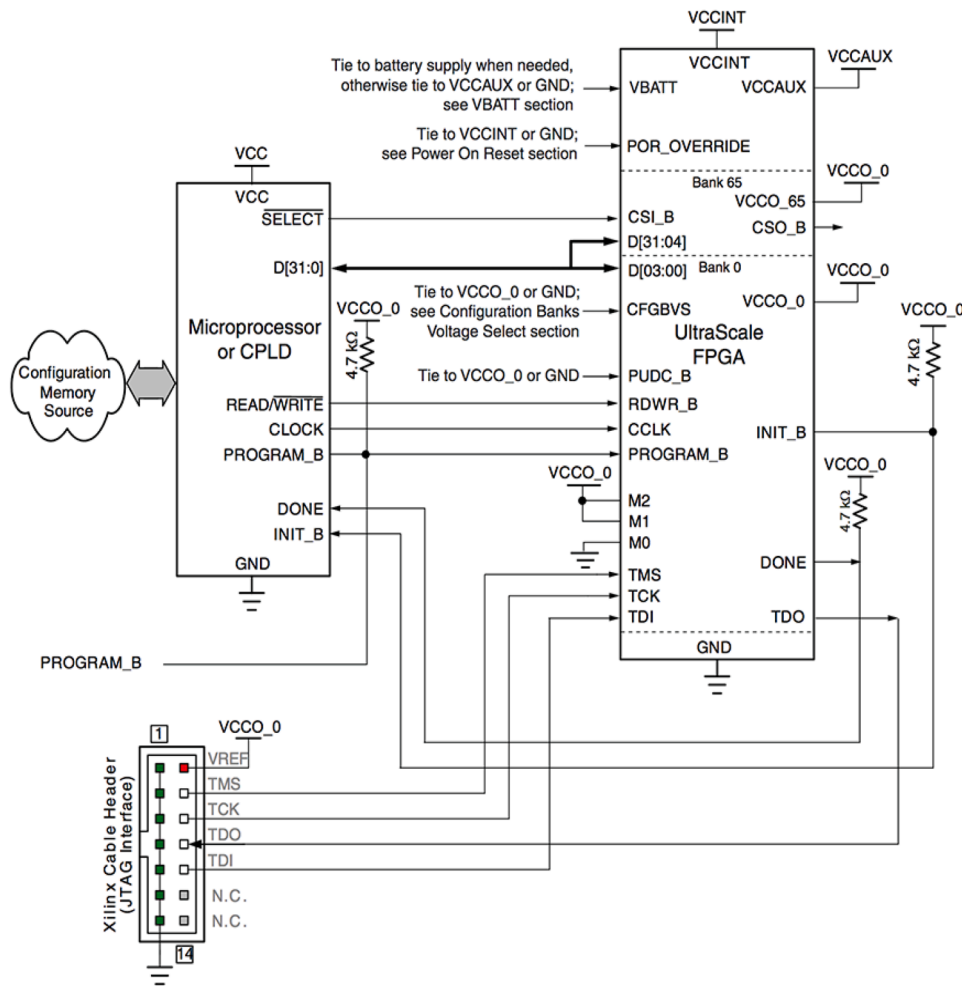 VCCINT
VCCINT
Tie to battery supply when needed,
otherwise tie to VCCAUX or GND;
see VBATT section
VBATT
VCCAUX
VCCAUX
Tie to VCCINT or GND;
see Power On Reset section
POR_OVERRIDE
VCC
VCC
Bank 65
VCCO_0
VCCO_65
SELECT
CSI_B
CSO_B
D[31:04]
D[31:0]
D[03:00]
Bank 0
VCCO_0
VCCO_0
Tie to VCCO_0 or GND;
see Configuration Banks
Voltage Select section
CFGBVS
VCCO_0
4.7 kΩ
VCCO_0
4.7 kΩ
Microprocessor
or CPLD
UltraScale
FPGA
Configuration
Memory
Source
Tie to VCCO_0 or GND
PUDC_B
READ/WRITE
RDWR_B
CLOCK
CCLK
INIT_B
PROGRAM_B
PROGRAM_B
VCCO_0
VCCO_0
4.7 kΩ
M2
M1
M0
DONE
INIT_B
GND
DONE
TMS
TCK
TDI
TDO
GND
PROGRAM_B
1
VCCO_0
VREF
TMS
TCK
TDO
TDI
N.C.
N.C.
14
Xilinx Cable Header
(JTAG Interface)